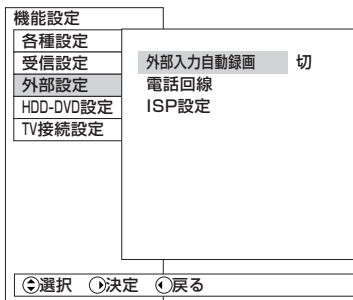 機能設定
各種設定
受信設定
外部設定
HDD-DVD設定
TV接続設定
外部入力自動録画 切
電話回線
ISP設定
選択 決定 戻る